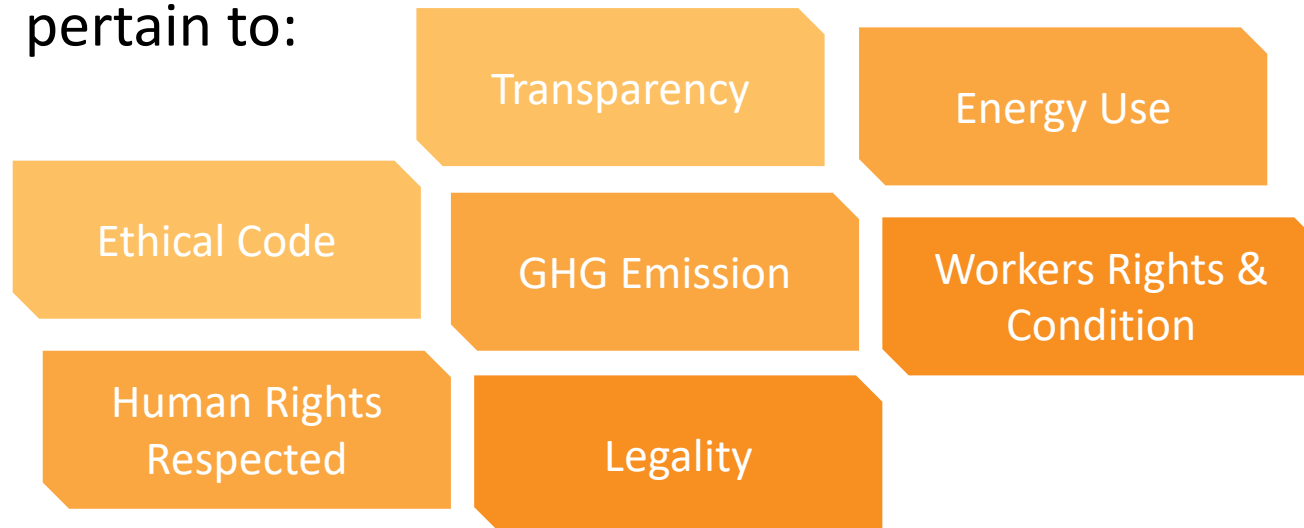 pertain to:
Transparency
Energy Use
Ethical Code
GHG Emission
Workers Rights &
Condition
Human Rights
Respected
Legality